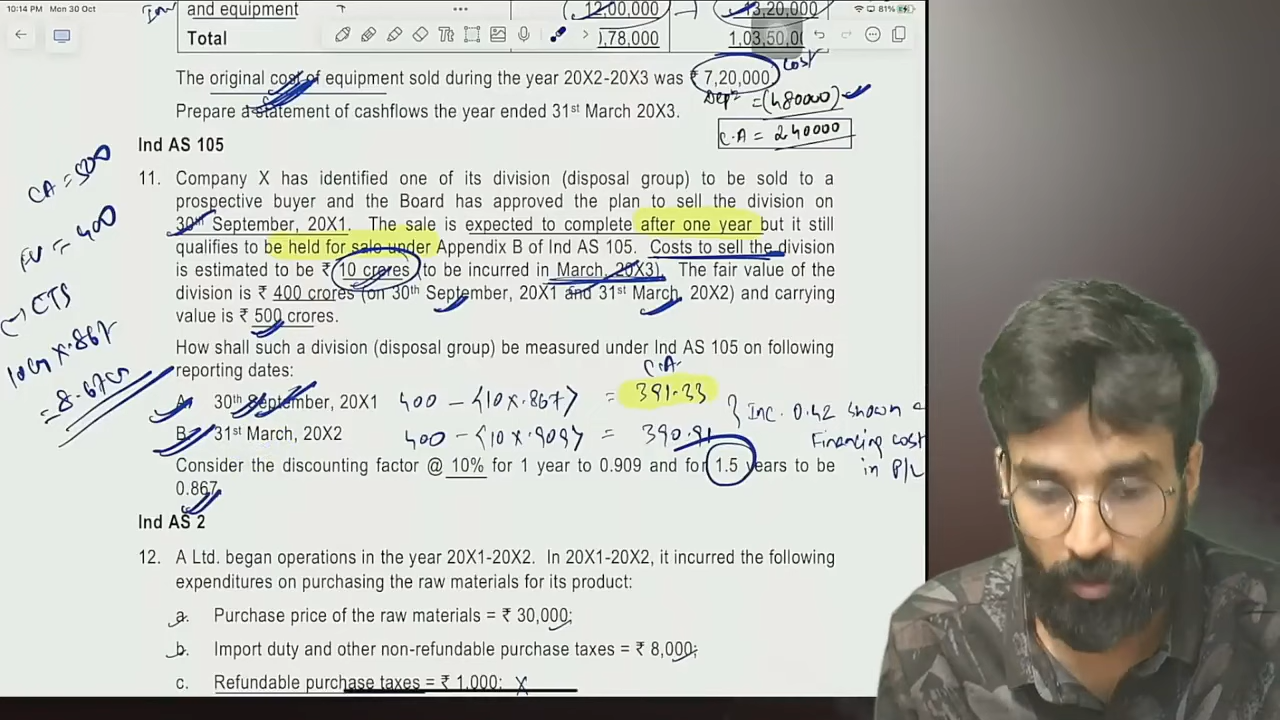 10:14 PM Mon 30 Oct
81%
and equipment 12,00,000 13,20,000
Total ),78,000 1,03,50,0
The original cost of equipment sold during the year 20X2-20X3 was ₹ 7,20,000. cost
Depn = (480000)
Prepare a statement of cashflows the year ended 31st March 20X3.
C.A = 240000
Ind AS 105
11. Company X has identified one of its division (disposal group) to be sold to a
prospective buyer and the Board has approved the plan to sell the division on
30th September, 20X1. The sale is expected to complete after one year but it still
qualifies to be held for sale under Appendix B of Ind AS 105. Costs to sell the division
is estimated to be ₹ 10 crores (to be incurred in March, 20X3). The fair value of the
division is ₹ 400 crores (on 30th September, 20X1 and 31st March, 20X2) and carrying
value is ₹ 500 crores.
CA = 500
FV = 400
(-) CTS
10cr x .867
= 8.67cr
How shall such a division (disposal group) be measured under Ind AS 105 on following
reporting dates:
C.A.
A. 30th September, 20X1 400 - {10 x .867} = 391.33
B. 31st March, 20X2 400 - {10 x .909} = 390.91
Inc. 0.42 shown
Financing cost
in P/L
Consider the discounting factor @ 10% for 1 year to 0.909 and for 1.5 years to be
0.867.
Ind AS 2
12. A Ltd. began operations in the year 20X1-20X2. In 20X1-20X2, it incurred the following
expenditures on purchasing the raw materials for its product:
a. Purchase price of the raw materials = ₹ 30,000;
b. Import duty and other non-refundable purchase taxes = ₹ 8,000;
c. Refundable purchase taxes = ₹ 1,000; x